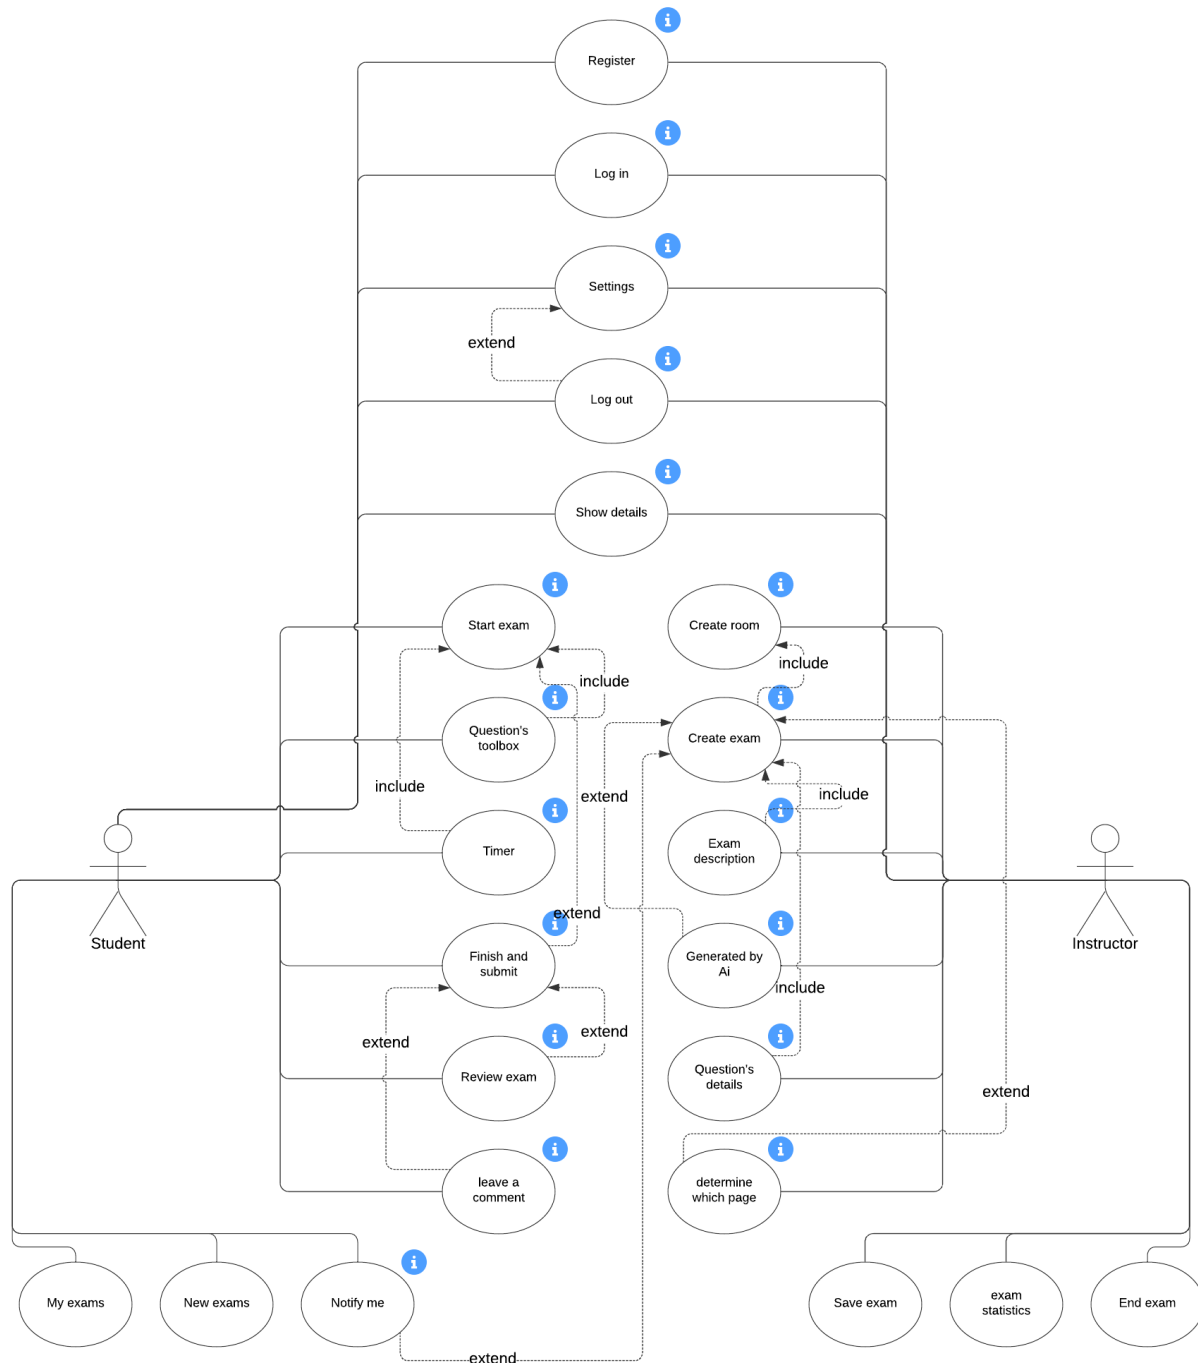 Register
Log in
Settings
extend
Log out
Show details
Start exam
Create room
include
include
Question's
toolbox
Create exam
include
extend
include
Timer
Exam
description
extend
Student
Instructor
Finish and
submit
Generated by
Ai
include
extend
extend
Review exam
Question's
details
extend
leave a
comment
determine
which page
My exams
New exams
Notify me
Save exam
exam
statistics
End exam
extend